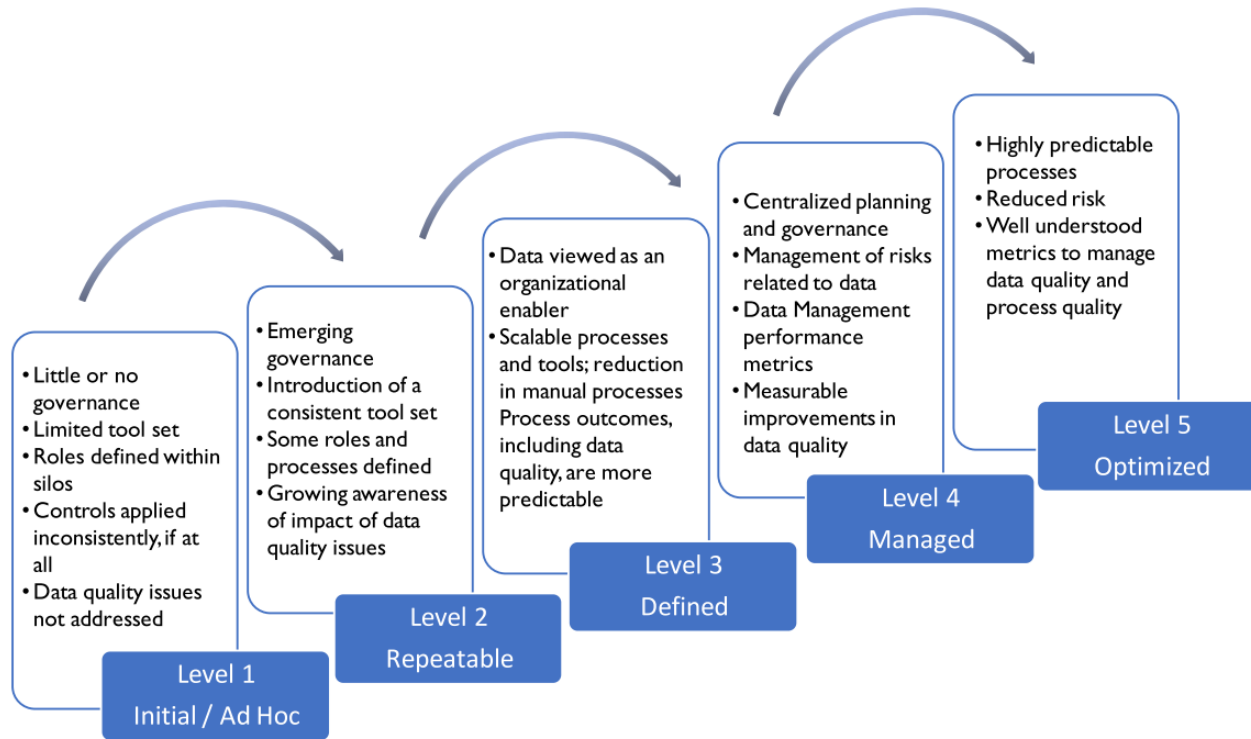 • Little or no
governance
• Limited tool set
• Roles defined within
silos
• Controls applied
inconsistently, if at
all
• Data quality issues
not addressed
Level 1
Initial / Ad Hoc
• Emerging
governance
• Introduction of a
consistent tool set
• Some roles and
processes defined
• Growing awareness
of impact of data
quality issues
Level 2
Repeatable
• Data viewed as an
organizational
enabler
• Scalable processes
and tools; reduction
in manual processes
Process outcomes,
including data
quality, are more
predictable
Level 3
Defined
• Centralized planning
and governance
• Management of risks
related to data
• Data Management
performance
metrics
• Measurable
improvements in
data quality
Level 4
Managed
• Highly predictable
processes
• Reduced risk
• Well understood
metrics to manage
data quality and
process quality
Level 5
Optimized